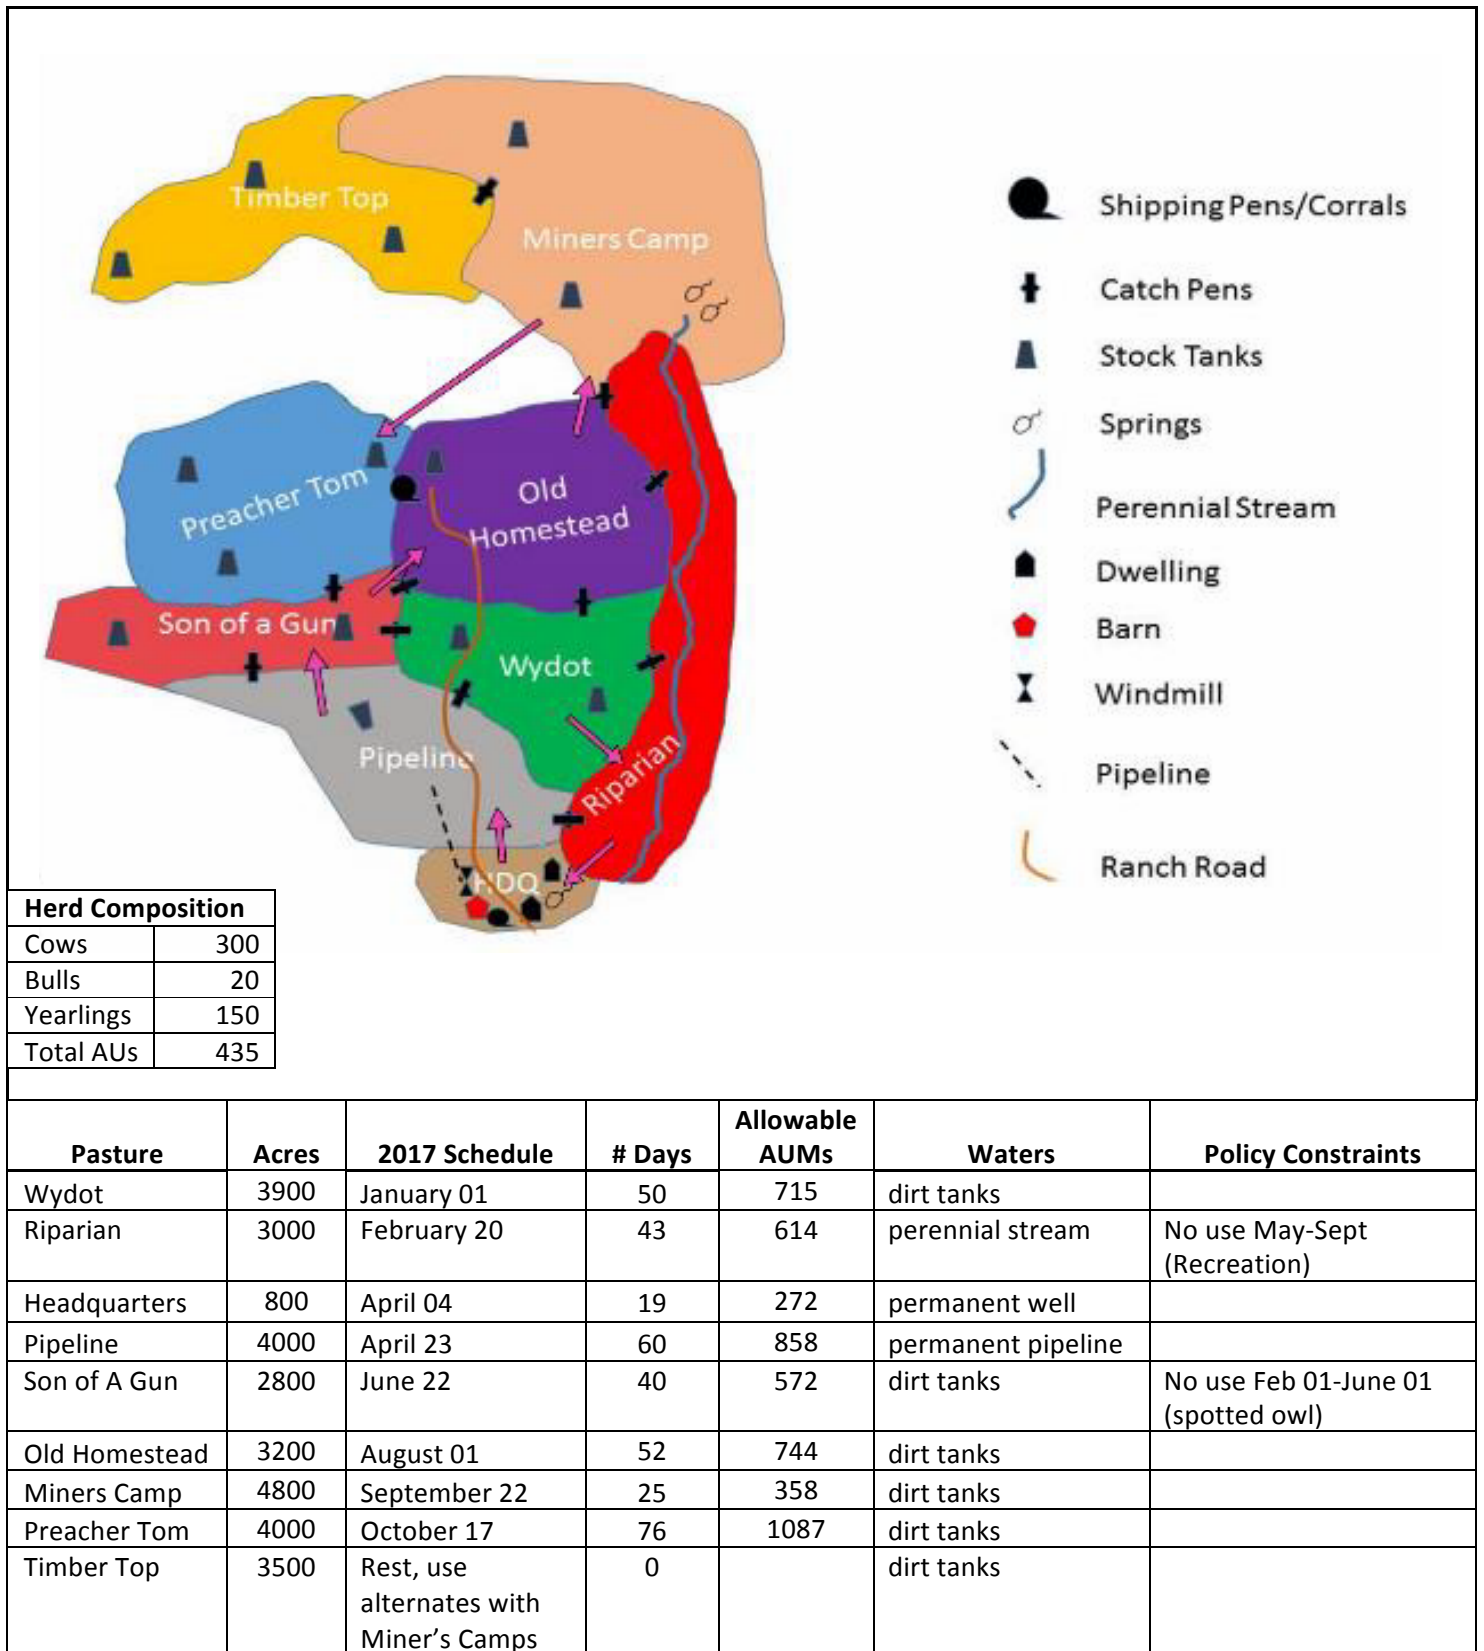 Timber Top
Miners Camp
Preacher Tom
Old
Homestead
Son of a Gun
Wydot
Pipeline
Riparian
HDQ
Shipping Pens/Corrals
Catch Pens
Stock Tanks
Springs
Perennial Stream
Dwelling
Barn
Windmill
Pipeline
Ranch Road
Herd Composition
Cows 300
Bulls 20
Yearlings 150
Total AUs 435
Pasture Acres 2017 Schedule # Days Allowable AUMs Waters Policy Constraints
Wydot 3900 January 01 50 715 dirt tanks
Riparian 3000 February 20 43 614 perennial stream No use May-Sept
(Recreation)
Headquarters 800 April 04 19 272 permanent well
Pipeline 4000 April 23 60 858 permanent pipeline
Son of A Gun 2800 June 22 40 572 dirt tanks No use Feb 01-June 01
(spotted owl)
Old Homestead 3200 August 01 52 744 dirt tanks
Miners Camp 4800 September 22 25 358 dirt tanks
Preacher Tom 4000 October 17 76 1087 dirt tanks
Timber Top 3500 Rest, use 0 dirt tanks
alternates with
Miner's Camps